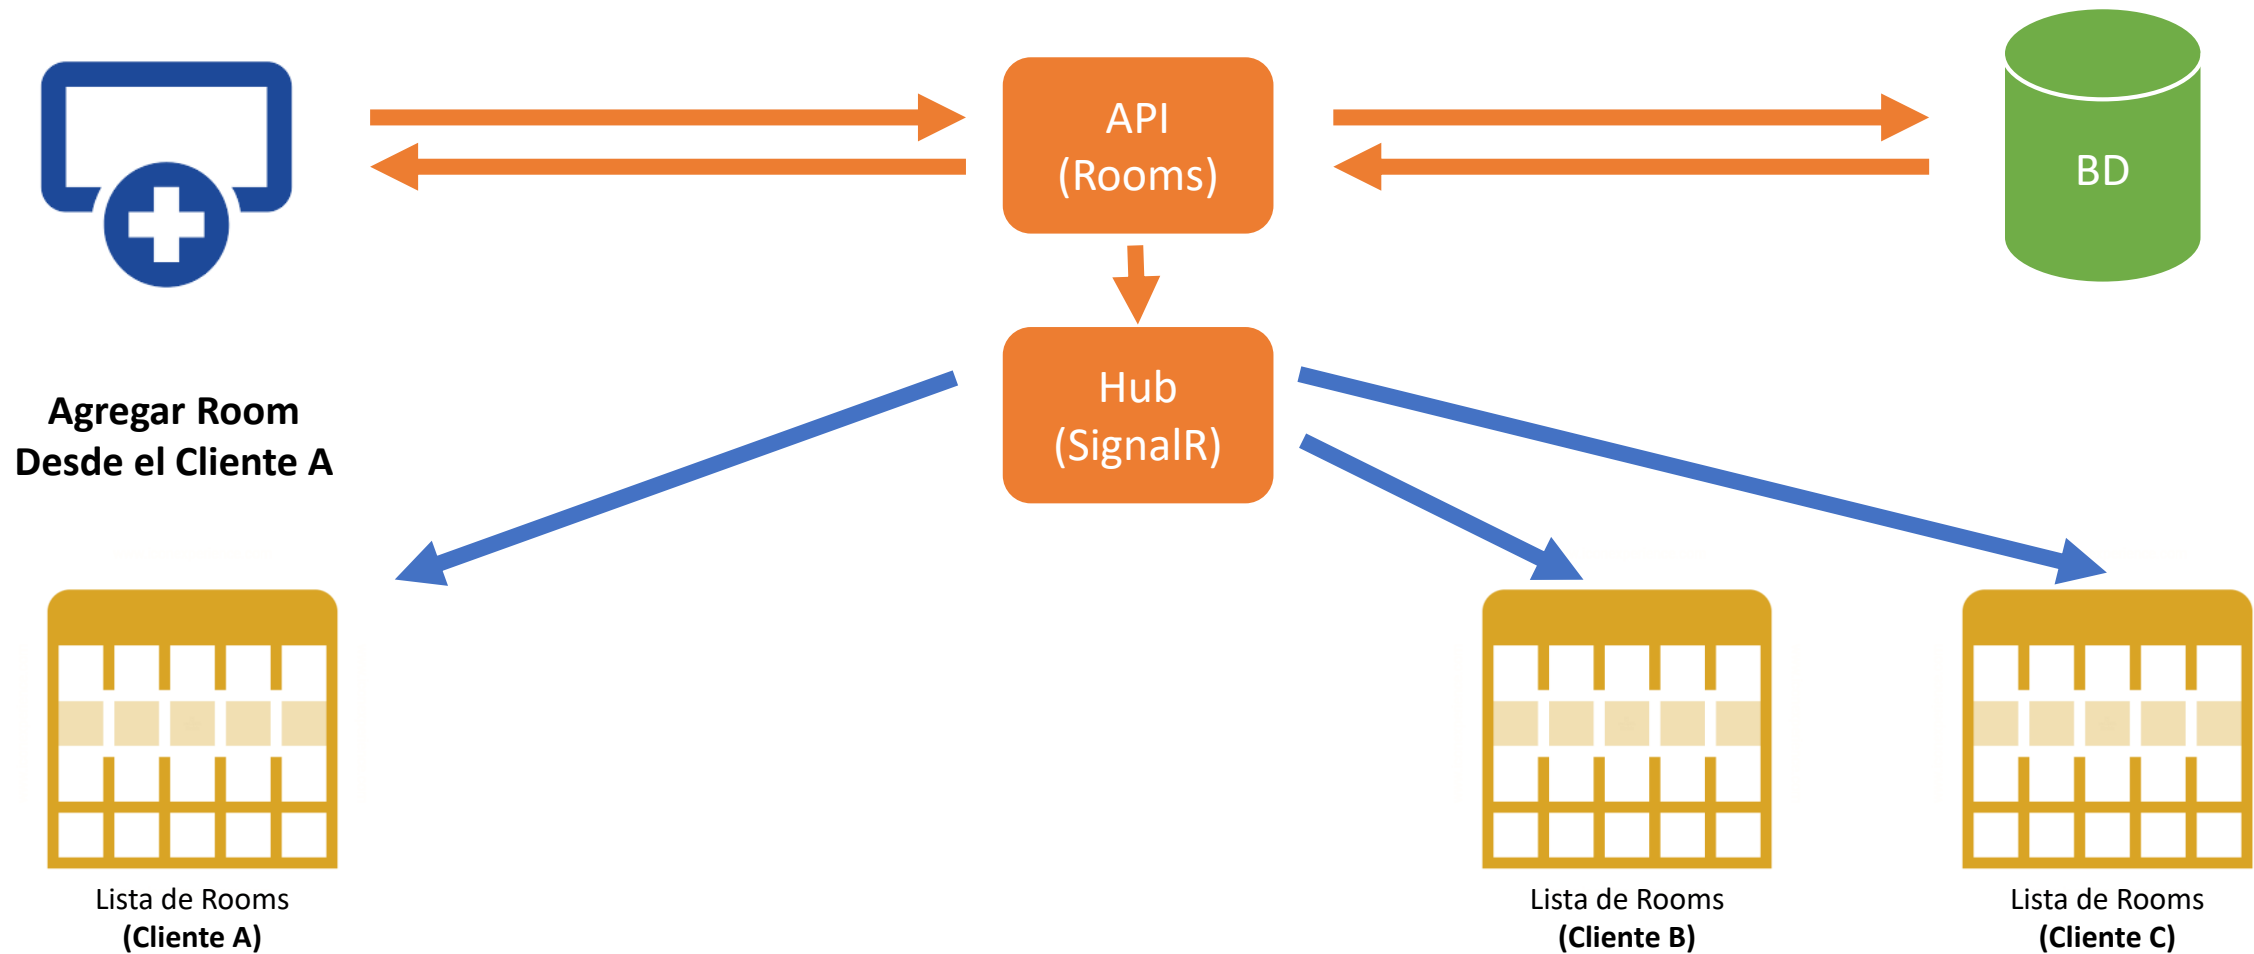 API
(Rooms)
BD
Hub
(SignalR)
Agregar Room
Desde el Cliente A
Lista de Rooms
(Cliente A)
Lista de Rooms
(Cliente B)
Lista de Rooms
(Cliente C)